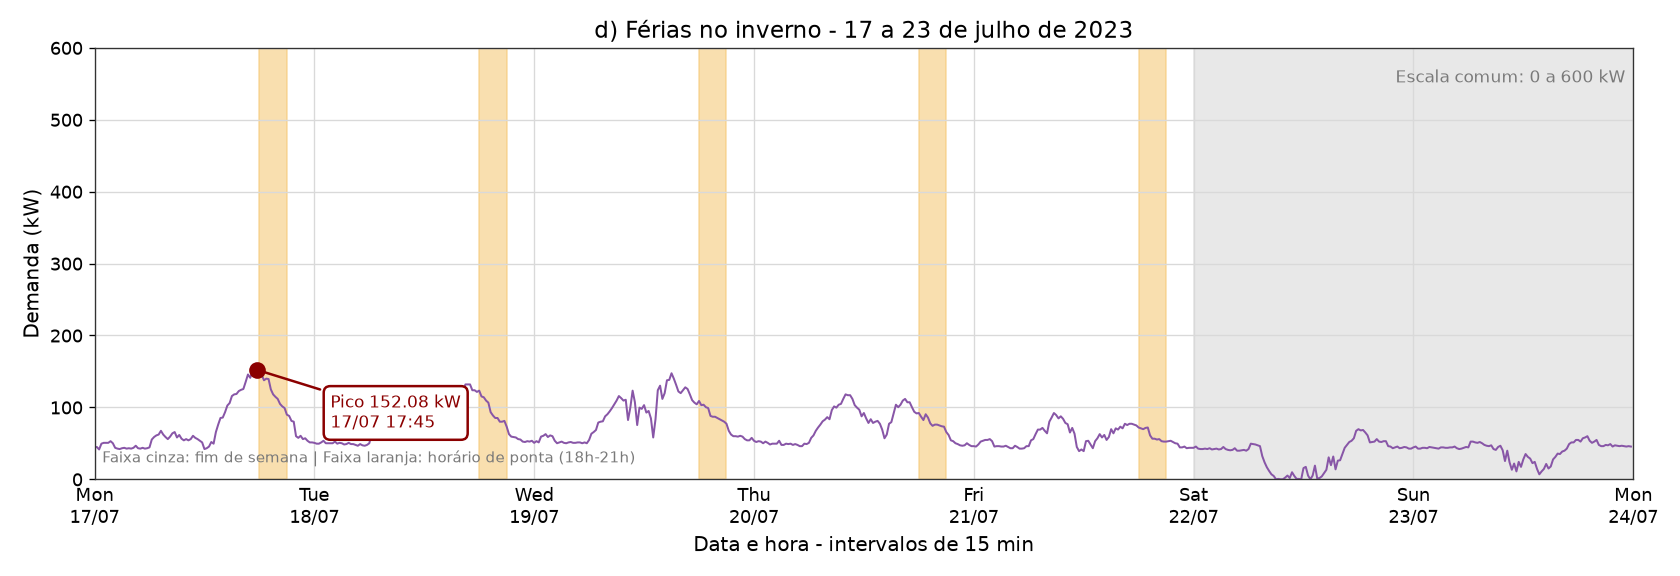 d) Férias no inverno - 17 a 23 de julho de 2023
Demanda (kW)
600
500
400
300
200
100
0
Escala comum: 0 a 600 kW
Pico 152.08 kW
17/07 17:45
Faixa cinza: fim de semana | Faixa laranja: horário de ponta (18h-21h)
Mon
17/07
Tue
18/07
Wed
19/07
Thu
20/07
Fri
21/07
Sat
22/07
Sun
23/07
Mon
24/07
Data e hora - intervalos de 15 min